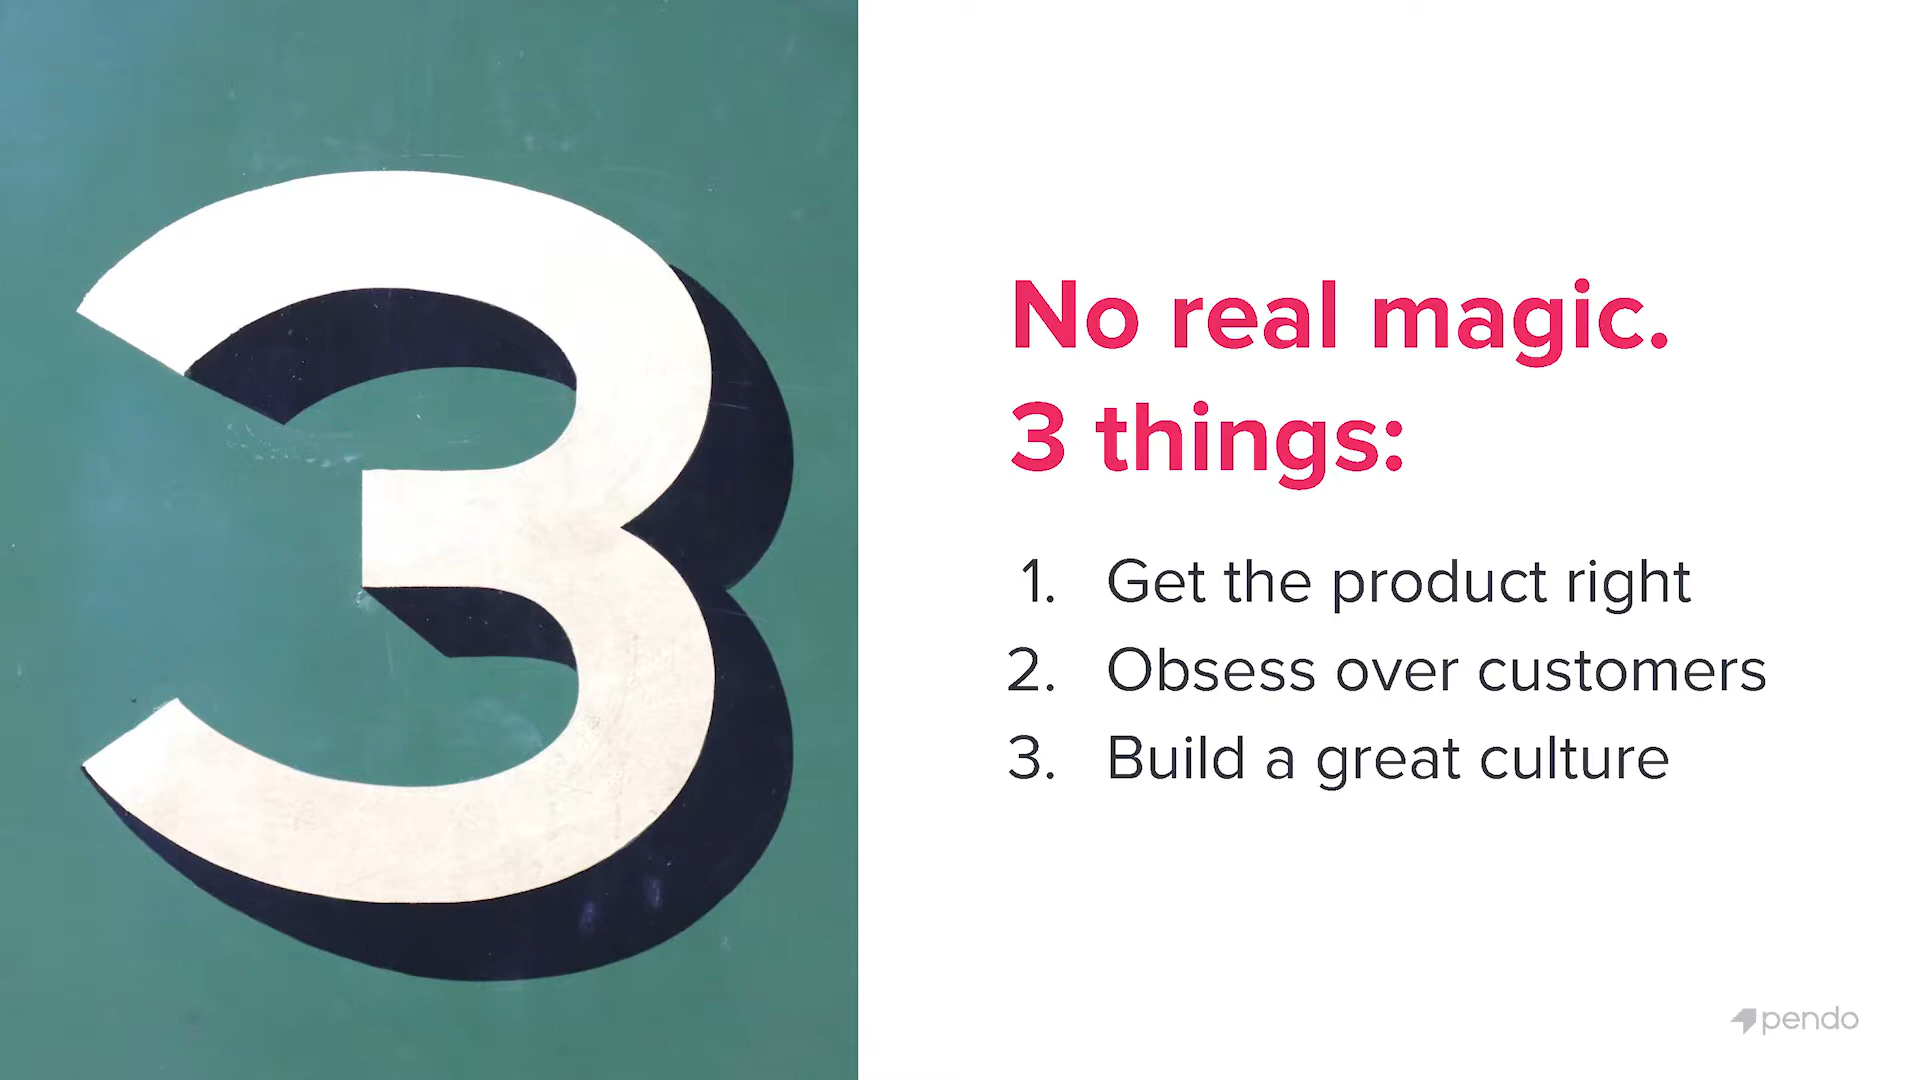 3
No real magic.
3 things:
1. Get the product right
2. Obsess over customers
3. Build a great culture
pendo